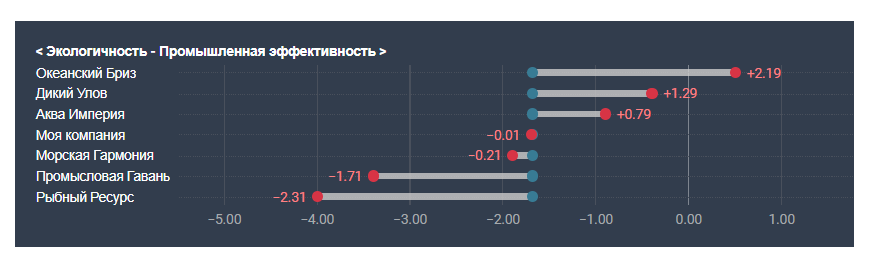 < Экологичность - Промышленная эффективность >
Океанский Бриз +2.19
Дикий Улов +1.29
Аква Империя +0.79
Моя компания −0.01
Морская Гармония −0.21
Промысловая Гавань −1.71
Рыбный Ресурс −2.31
−5.00 −4.00 −3.00 −2.00 −1.00 0.00 1.00